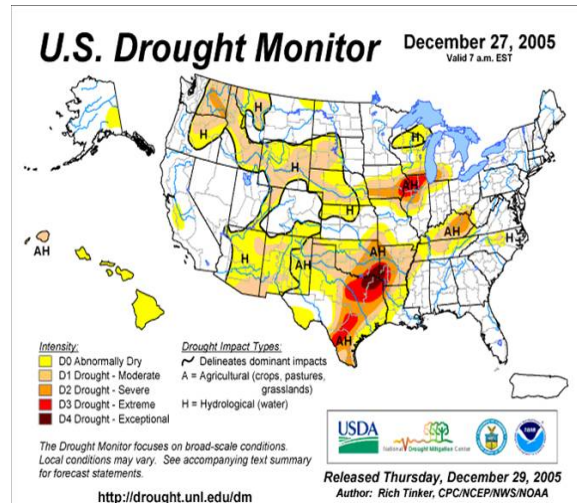 U.S. Drought Monitor
December 27, 2005
Valid 7 a.m. EST
H
H
H
H
H
AH
AH
H
H
AH
AH
AH
AH
Intensity:
D0 Abnormally Dry
D1 Drought - Moderate
D2 Drought - Severe
D3 Drought - Extreme
D4 Drought - Exceptional
Drought Impact Types:
Delineates dominant impacts
A = Agricultural (crops, pastures,
grasslands)
H = Hydrological (water)
The Drought Monitor focuses on broad-scale conditions.
Local conditions may vary. See accompanying text summary
for forecast statements.
http://drought.unl.edu/dm
USDA
National Drought Mitigation Center
Released Thursday, December 29, 2005
Author: Rich Tinker, CPC/NCEP/NWS/NOAA